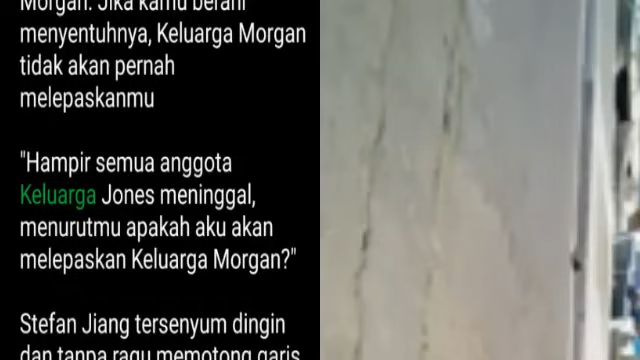 Morgan. Jika kamu berani
menyentuhnya, Keluarga Morgan
tidak akan pernah
melepaskanmu
"Hampir semua anggota
Keluarga Jones meninggal,
menurutmu apakah aku akan
melepaskan Keluarga Morgan?"
Stefan Jiang tersenyum dingin
dan tanpa ragu memotong garis